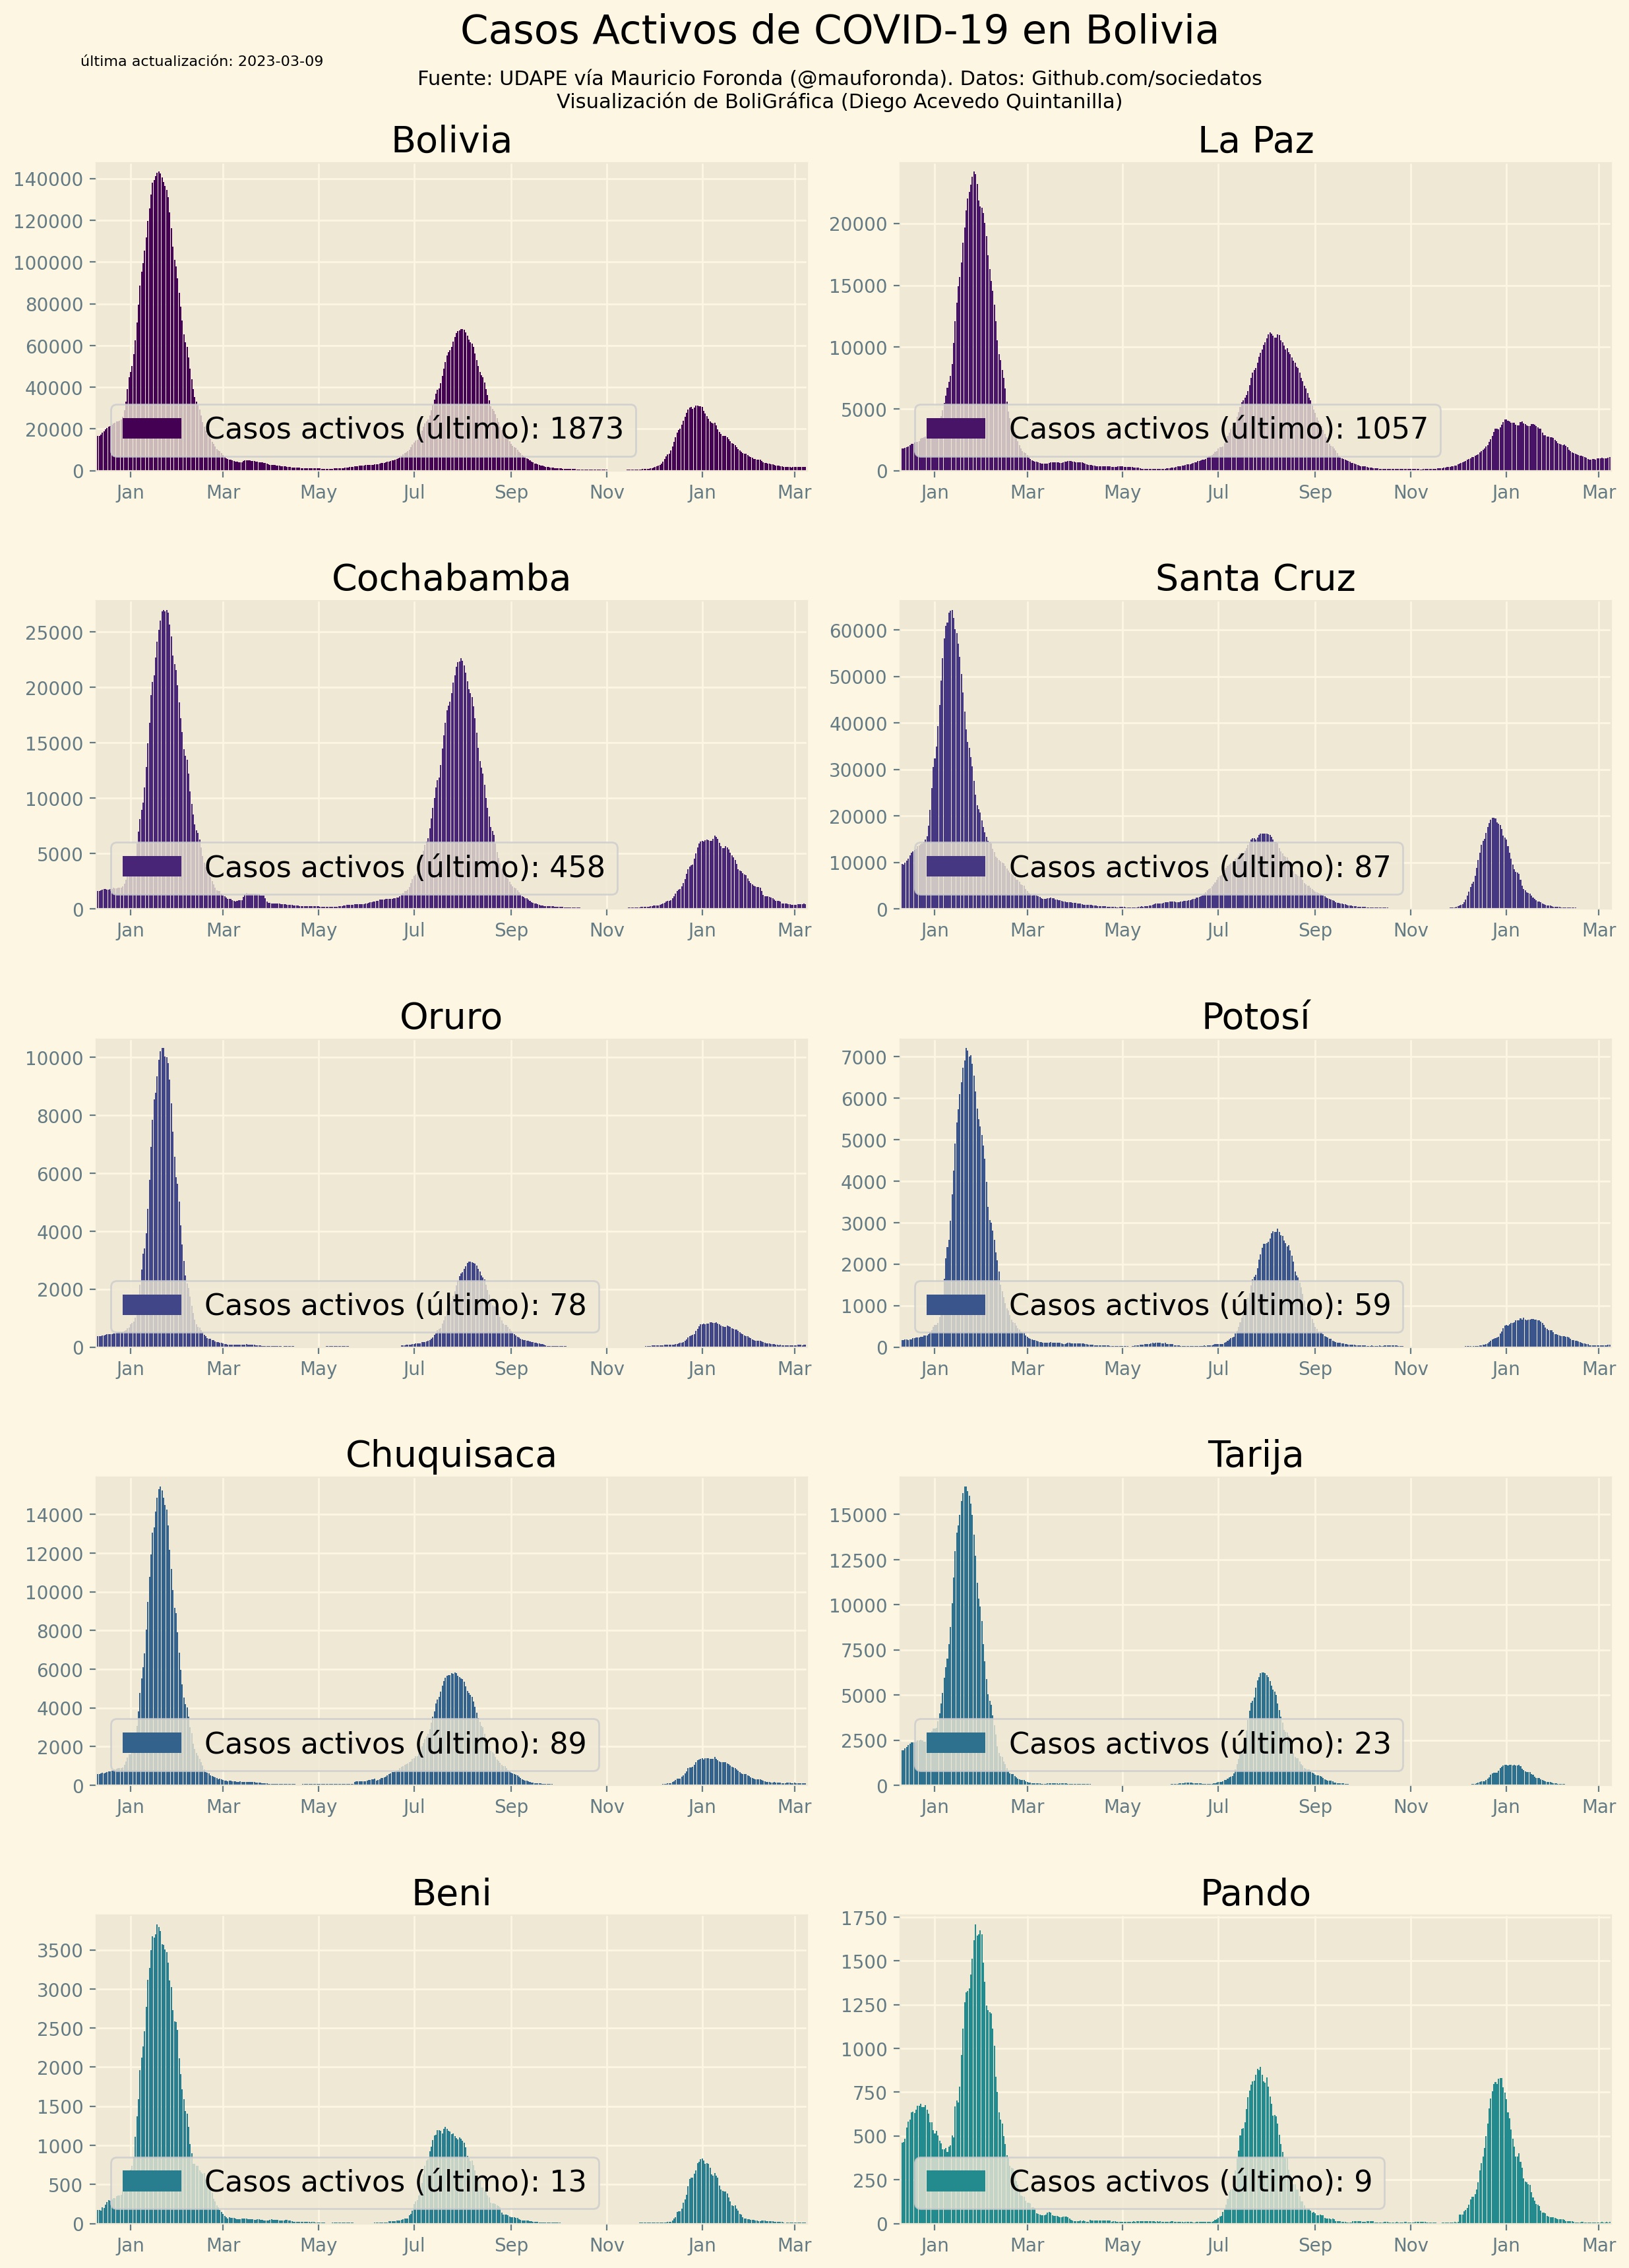 Casos Activos de COVID-19 en Bolivia
última actualización: 2023-03-09
Fuente: UDAPE vía Mauricio Foronda (@mauforonda). Datos: Github.com/sociedatos
Visualización de BoliGráfica (Diego Acevedo Quintanilla)
Bolivia
140000
120000
100000
80000
60000
40000
20000
0
Casos activos (último): 1873
Jan Mar May Jul Sep Nov Jan Mar
La Paz
20000
15000
10000
5000
0
Casos activos (último): 1057
Jan Mar May Jul Sep Nov Jan Mar
Cochabamba
25000
20000
15000
10000
5000
0
Casos activos (último): 458
Jan Mar May Jul Sep Nov Jan Mar
Santa Cruz
60000
50000
40000
30000
20000
10000
0
Casos activos (último): 87
Jan Mar May Jul Sep Nov Jan Mar
Oruro
10000
8000
6000
4000
2000
0
Casos activos (último): 78
Jan Mar May Jul Sep Nov Jan Mar
Potosí
7000
6000
5000
4000
3000
2000
1000
0
Casos activos (último): 59
Jan Mar May Jul Sep Nov Jan Mar
Chuquisaca
14000
12000
10000
8000
6000
4000
2000
0
Casos activos (último): 89
Jan Mar May Jul Sep Nov Jan Mar
Tarija
15000
12500
10000
7500
5000
2500
0
Casos activos (último): 23
Jan Mar May Jul Sep Nov Jan Mar
Beni
3500
3000
2500
2000
1500
1000
500
0
Casos activos (último): 13
Jan Mar May Jul Sep Nov Jan Mar
Pando
1750
1500
1250
1000
750
500
250
0
Casos activos (último): 9
Jan Mar May Jul Sep Nov Jan Mar